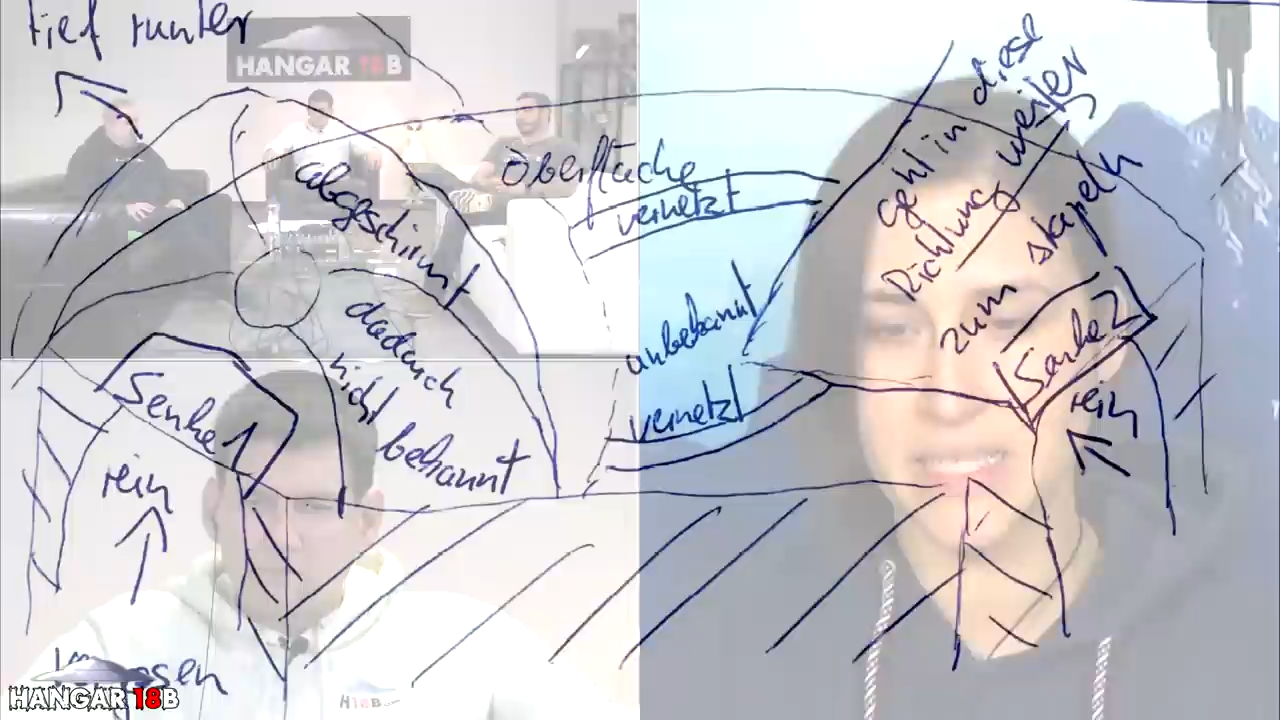 tief runter
HANGAR 18B
abgeschirmt
dadurch
nicht
bekannt
Oberfläche
vernetzt
unbekannt
vernetzt
geht in
diese
Richtung weiter
zum stapeln
Senke 1
rein
Senke 2
rein
HANGAR 18B
H18B